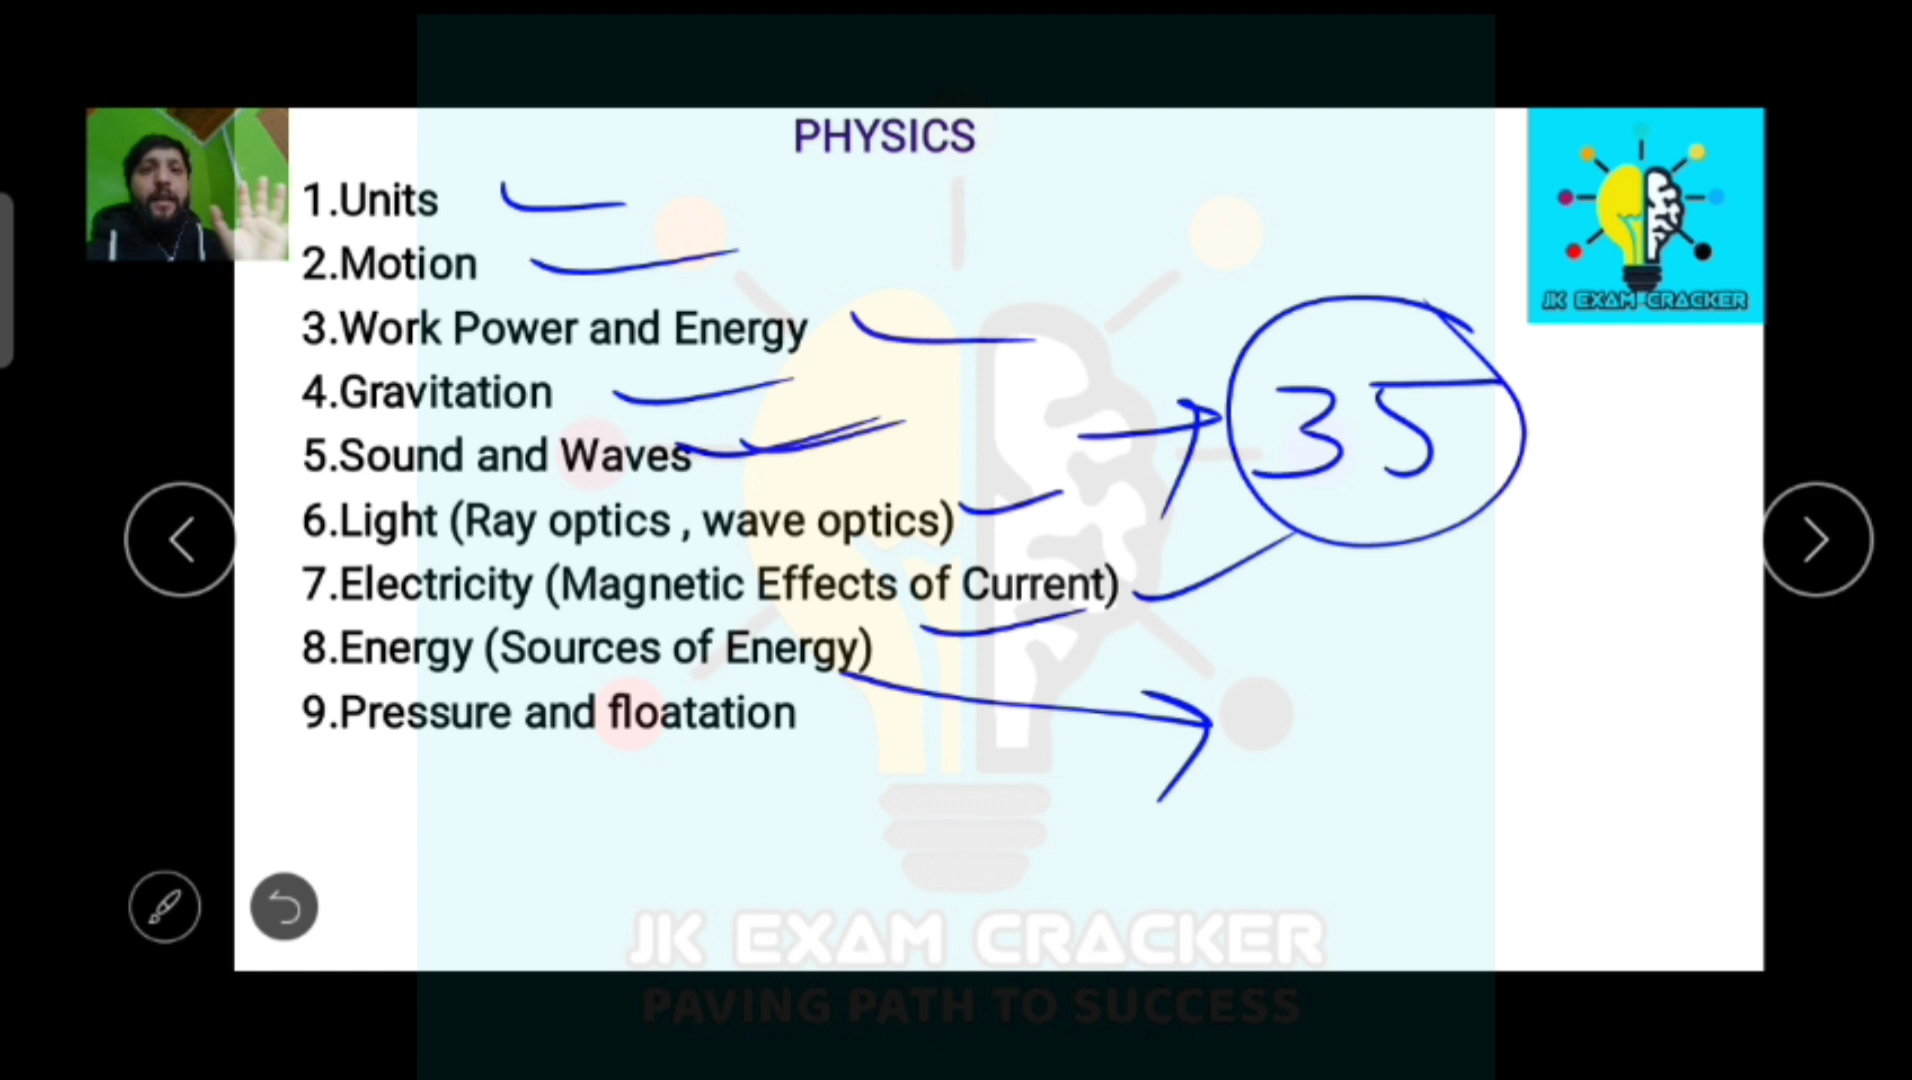 PHYSICS
1.Units
2.Motion
3.Work Power and Energy
4.Gravitation
5.Sound and Waves
6.Light (Ray optics , wave optics)
7.Electricity (Magnetic Effects of Current)
8.Energy (Sources of Energy)
9.Pressure and floatation
35
JK EXAM CRACKER
JK EXAM CRACKER
PAVING PATH TO SUCCESS